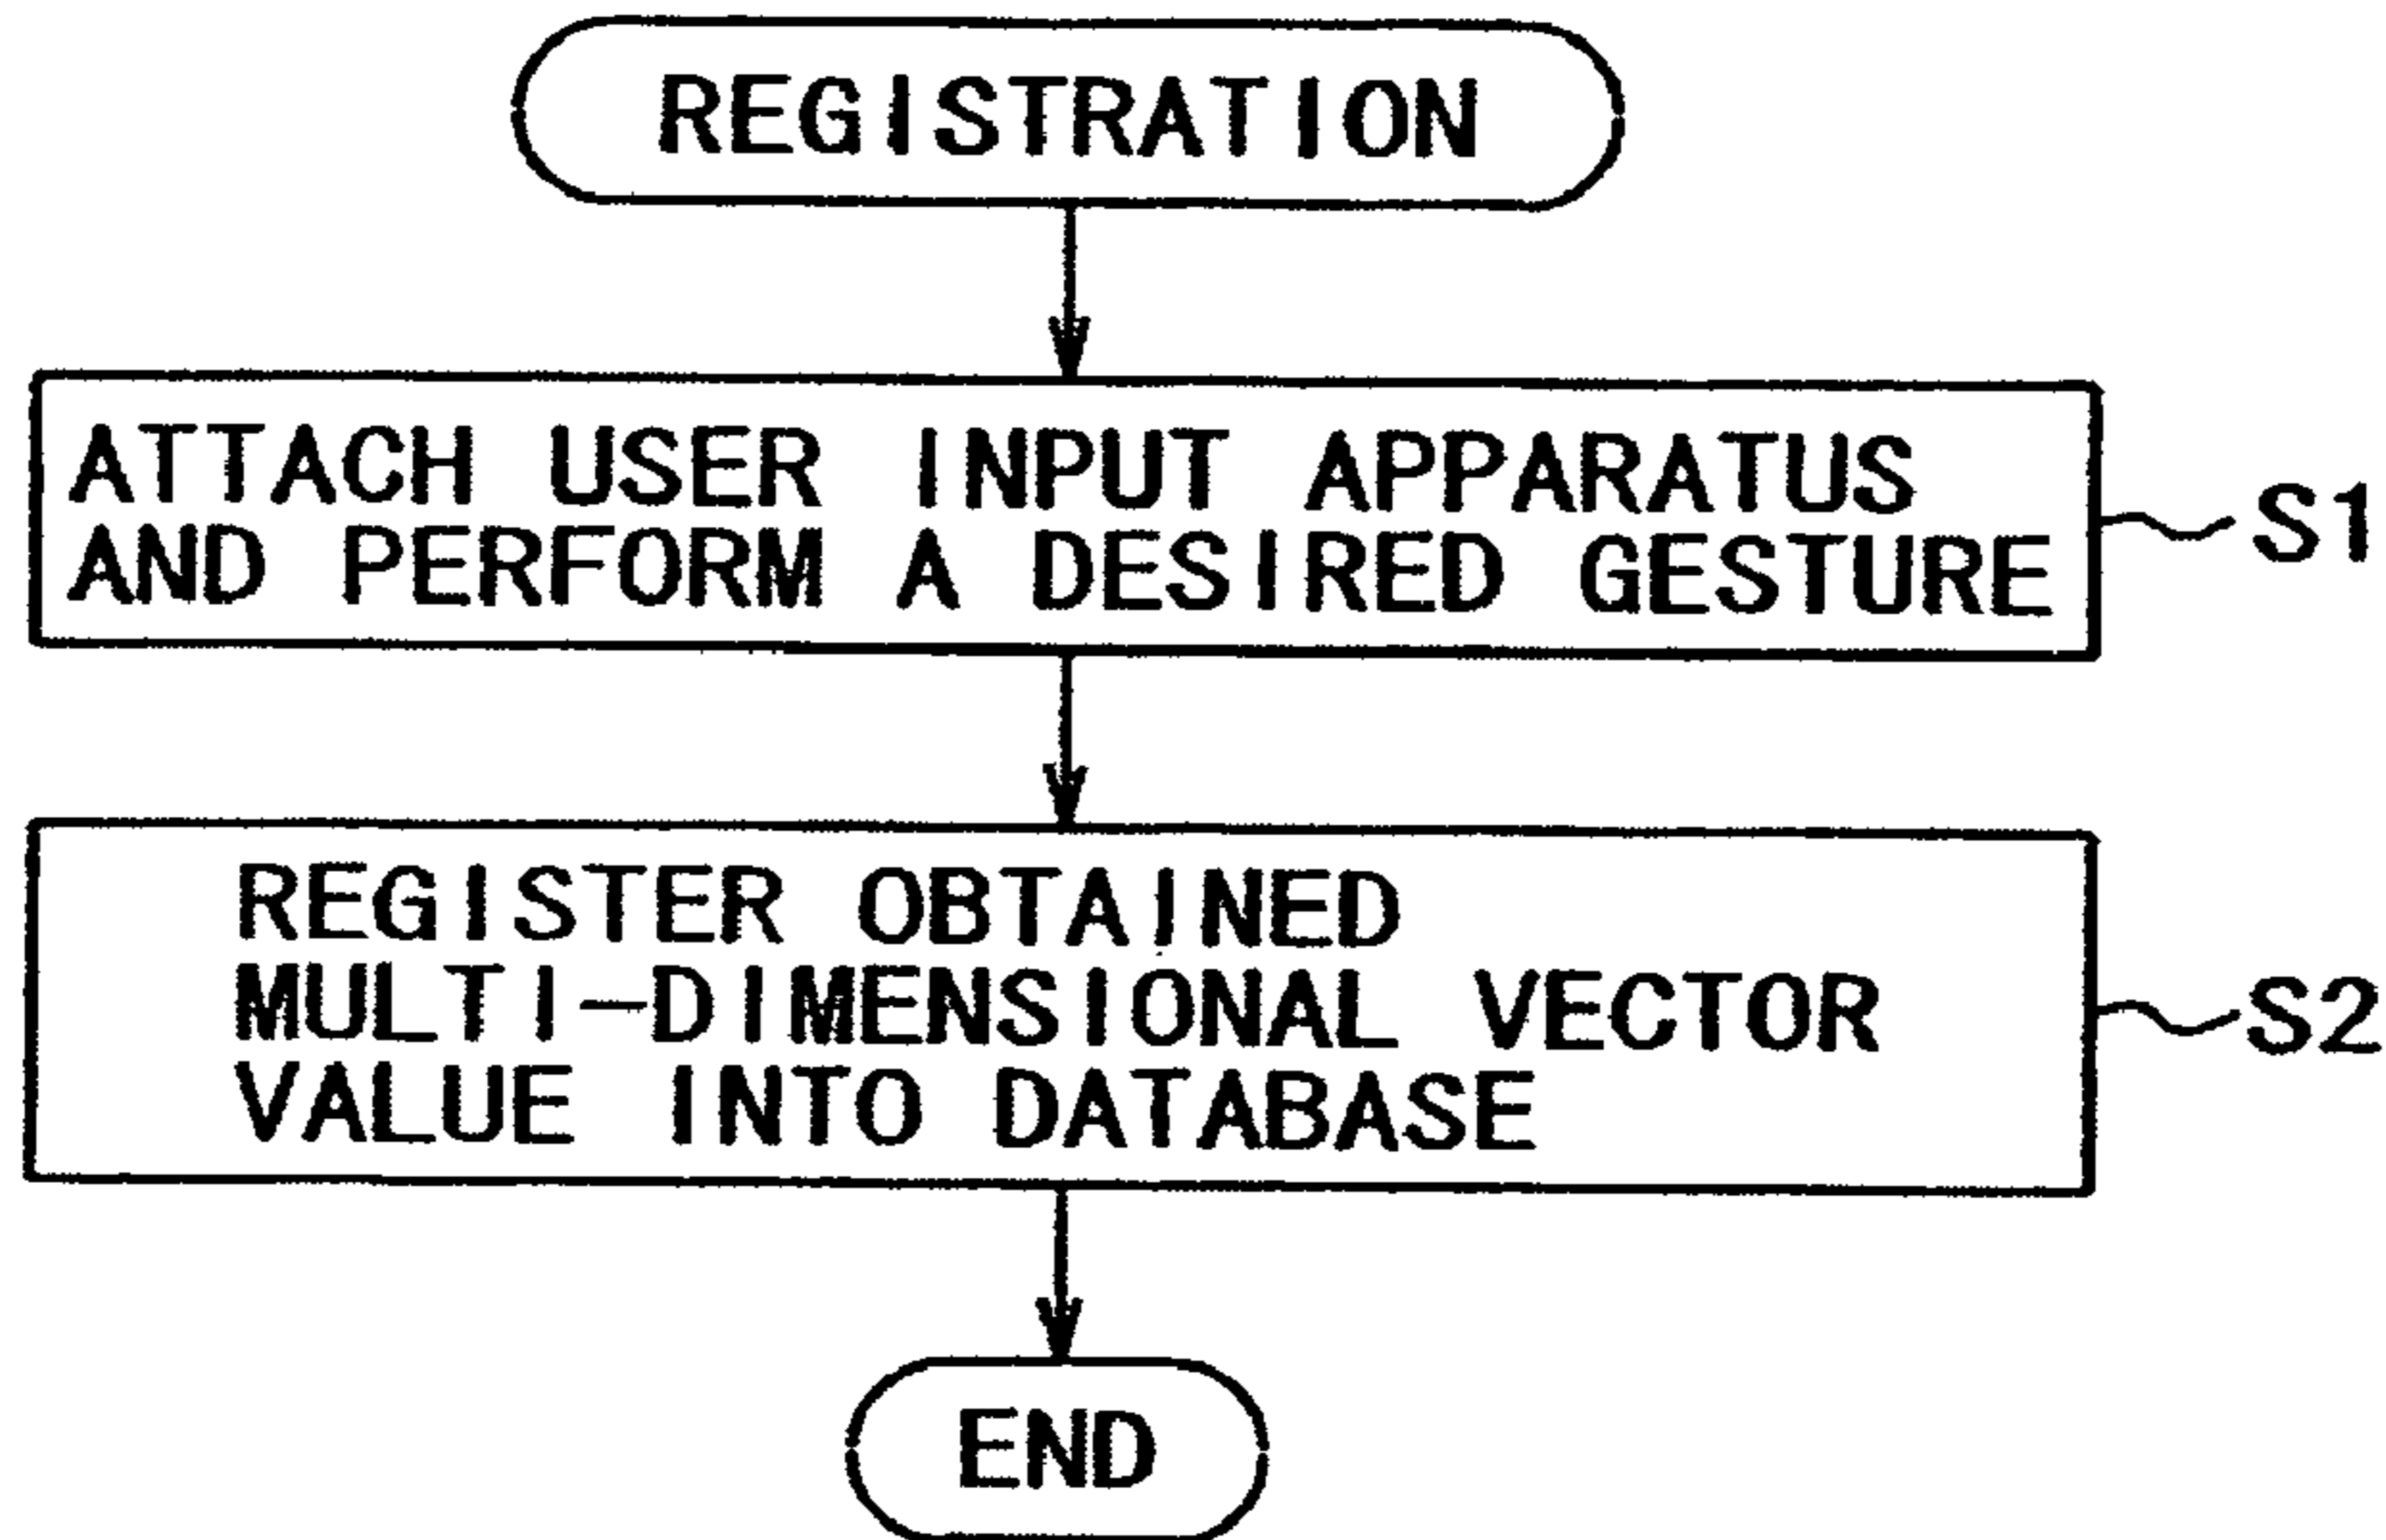 REGISTRATION
ATTACH USER INPUT APPARATUS
AND PERFORM A DESIRED GESTURE
S1
REGISTER OBTAINED
MULTI-DIMENSIONAL VECTOR
VALUE INTO DATABASE
S2
END